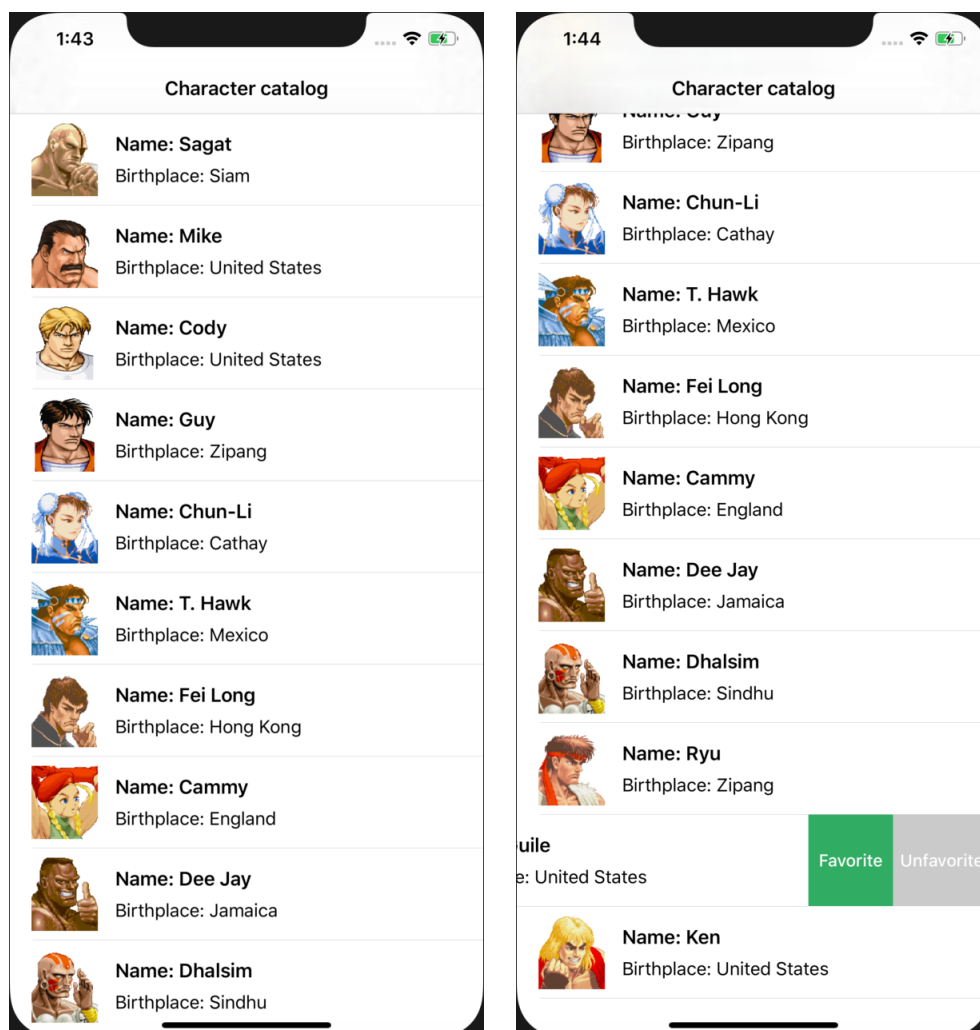 1:43
Character catalog
Name: Sagat
Birthplace: Siam
Name: Mike
Birthplace: United States
Name: Cody
Birthplace: United States
Name: Guy
Birthplace: Zipang
Name: Chun-Li
Birthplace: Cathay
Name: T. Hawk
Birthplace: Mexico
Name: Fei Long
Birthplace: Hong Kong
Name: Cammy
Birthplace: England
Name: Dee Jay
Birthplace: Jamaica
Name: Dhalsim
Birthplace: Sindhu
1:44
Character catalog
Name: Guy
Birthplace: Zipang
Name: Chun-Li
Birthplace: Cathay
Name: T. Hawk
Birthplace: Mexico
Name: Fei Long
Birthplace: Hong Kong
Name: Cammy
Birthplace: England
Name: Dee Jay
Birthplace: Jamaica
Name: Dhalsim
Birthplace: Sindhu
Name: Ryu
Birthplace: Zipang
uile
e: United States
Favorite Unfavorite
Name: Ken
Birthplace: United States